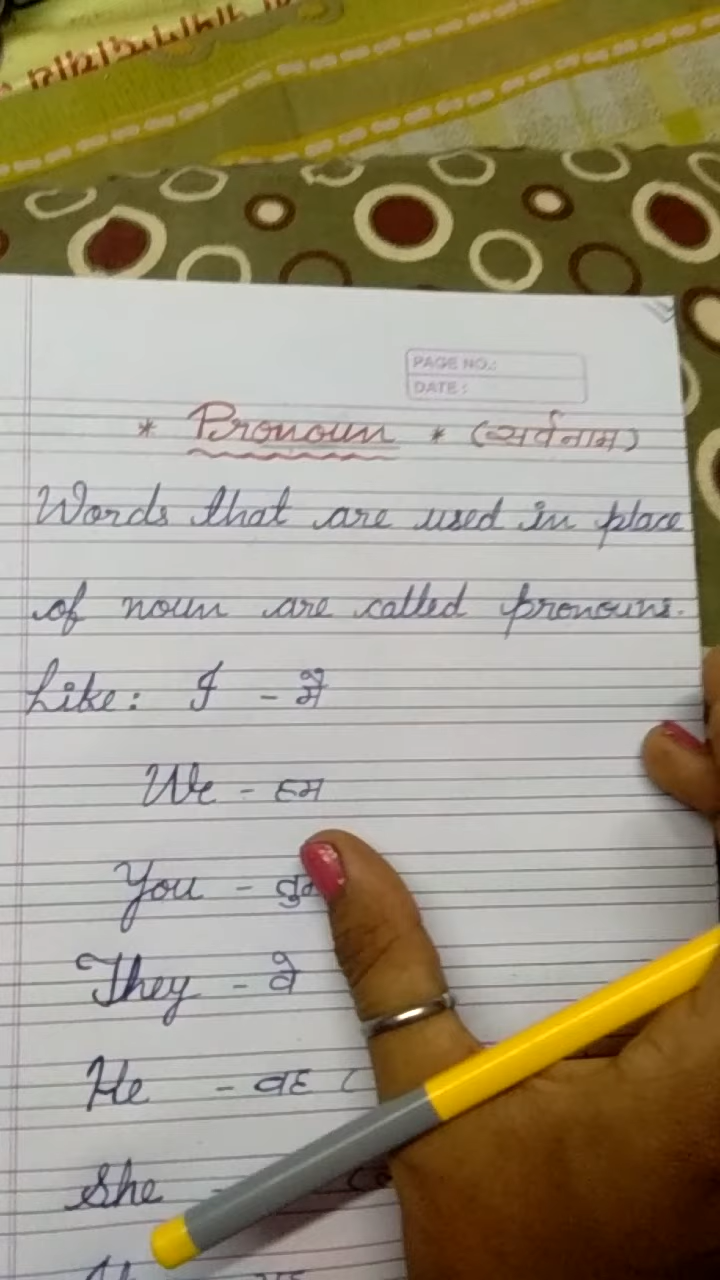 PAGE NO.:
DATE:
* Pronoun * (सर्वनाम)
Words that are used in place
of noun are called pronouns.
Like: I - मैं
We - हम
You -
They - वे
He - वह (
She -